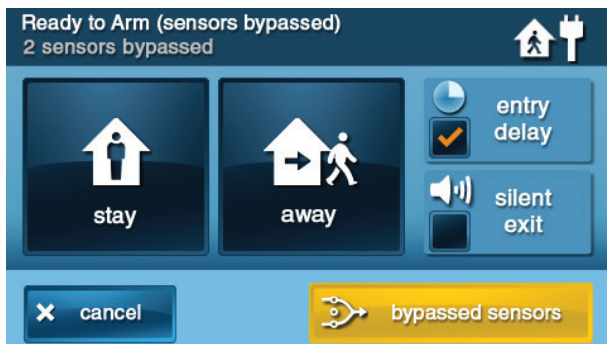 Ready to Arm (sensors bypassed)
2 sensors bypassed
stay
away
entry
delay
silent
exit
cancel
bypassed sensors